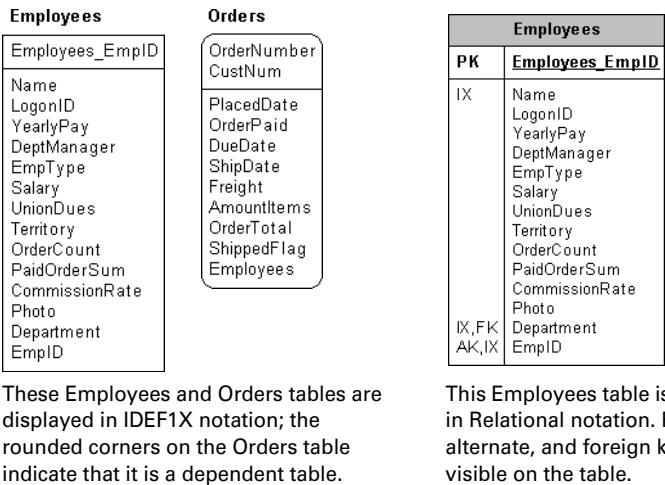 Employees
Employees_EmpID
Name
LogonID
YearlyPay
DeptManager
EmpType
Salary
UnionDues
Territory
OrderCount
PaidOrderSum
CommissionRate
Photo
Department
EmpID
Orders
OrderNumber
CustNum
PlacedDate
OrderPaid
DueDate
ShipDate
Freight
AmountItems
OrderTotal
ShippedFlag
Employees
These Employees and Orders tables are
displayed in IDEF1X notation; the
rounded corners on the Orders table
indicate that it is a dependent table.
Employees
PK Employees_EmpID
IX Name
LogonID
YearlyPay
DeptManager
EmpType
Salary
UnionDues
Territory
OrderCount
PaidOrderSum
CommissionRate
Photo
IX,FK Department
AK,IX EmpID
This Employees table is
in Relational notation.
alternate, and foreign
visible on the table.